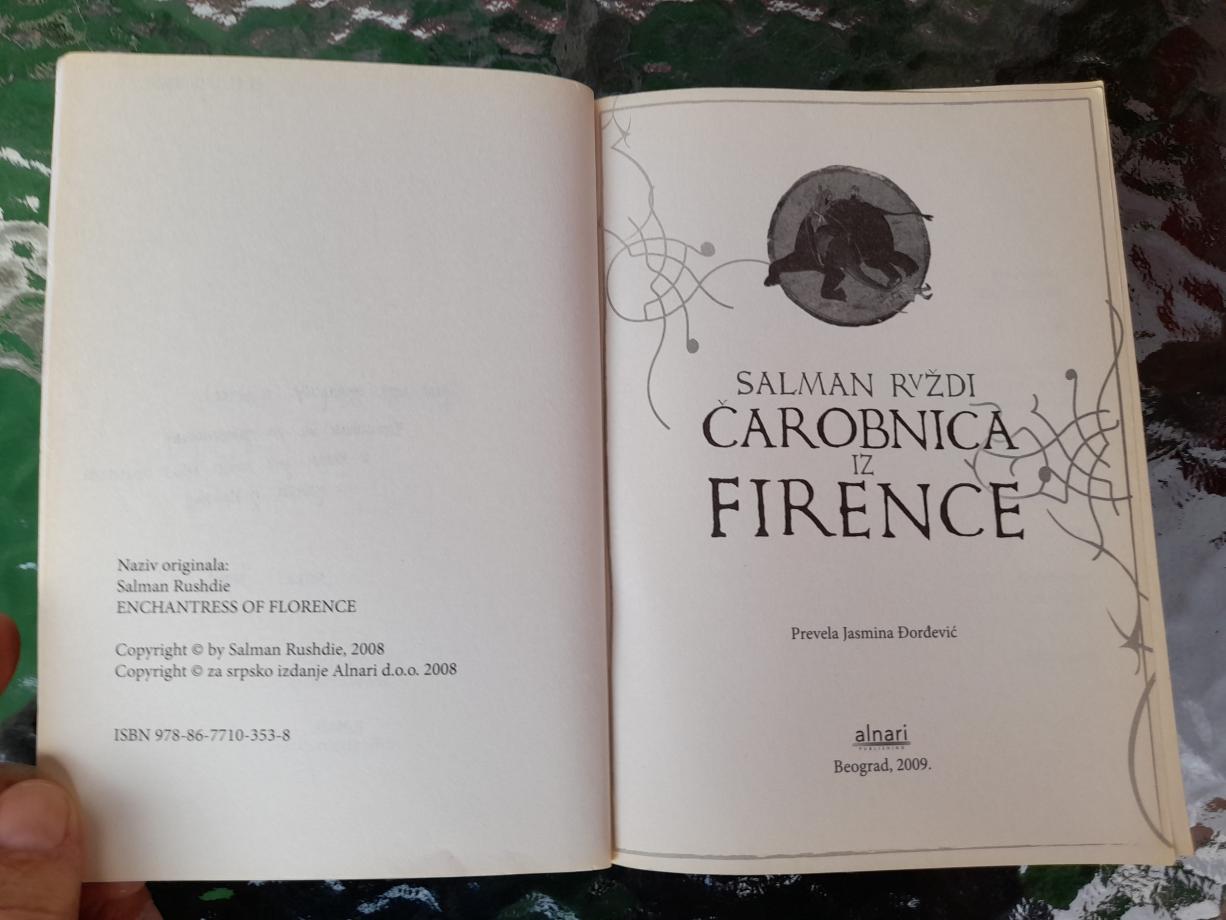 Naziv originala:
Salman Rushdie
ENCHANTRESS OF FLORENCE
Copyright © by Salman Rushdie, 2008
Copyright © za srpsko izdanje Alnari d.o.o. 2008
ISBN 978-86-7710-353-8
SALMAN RUŽDI
ČAROBNICA
IZ
FIRENCE
Prevela Jasmina Đorđević
alnari
PUBLISHING
Beograd, 2009.